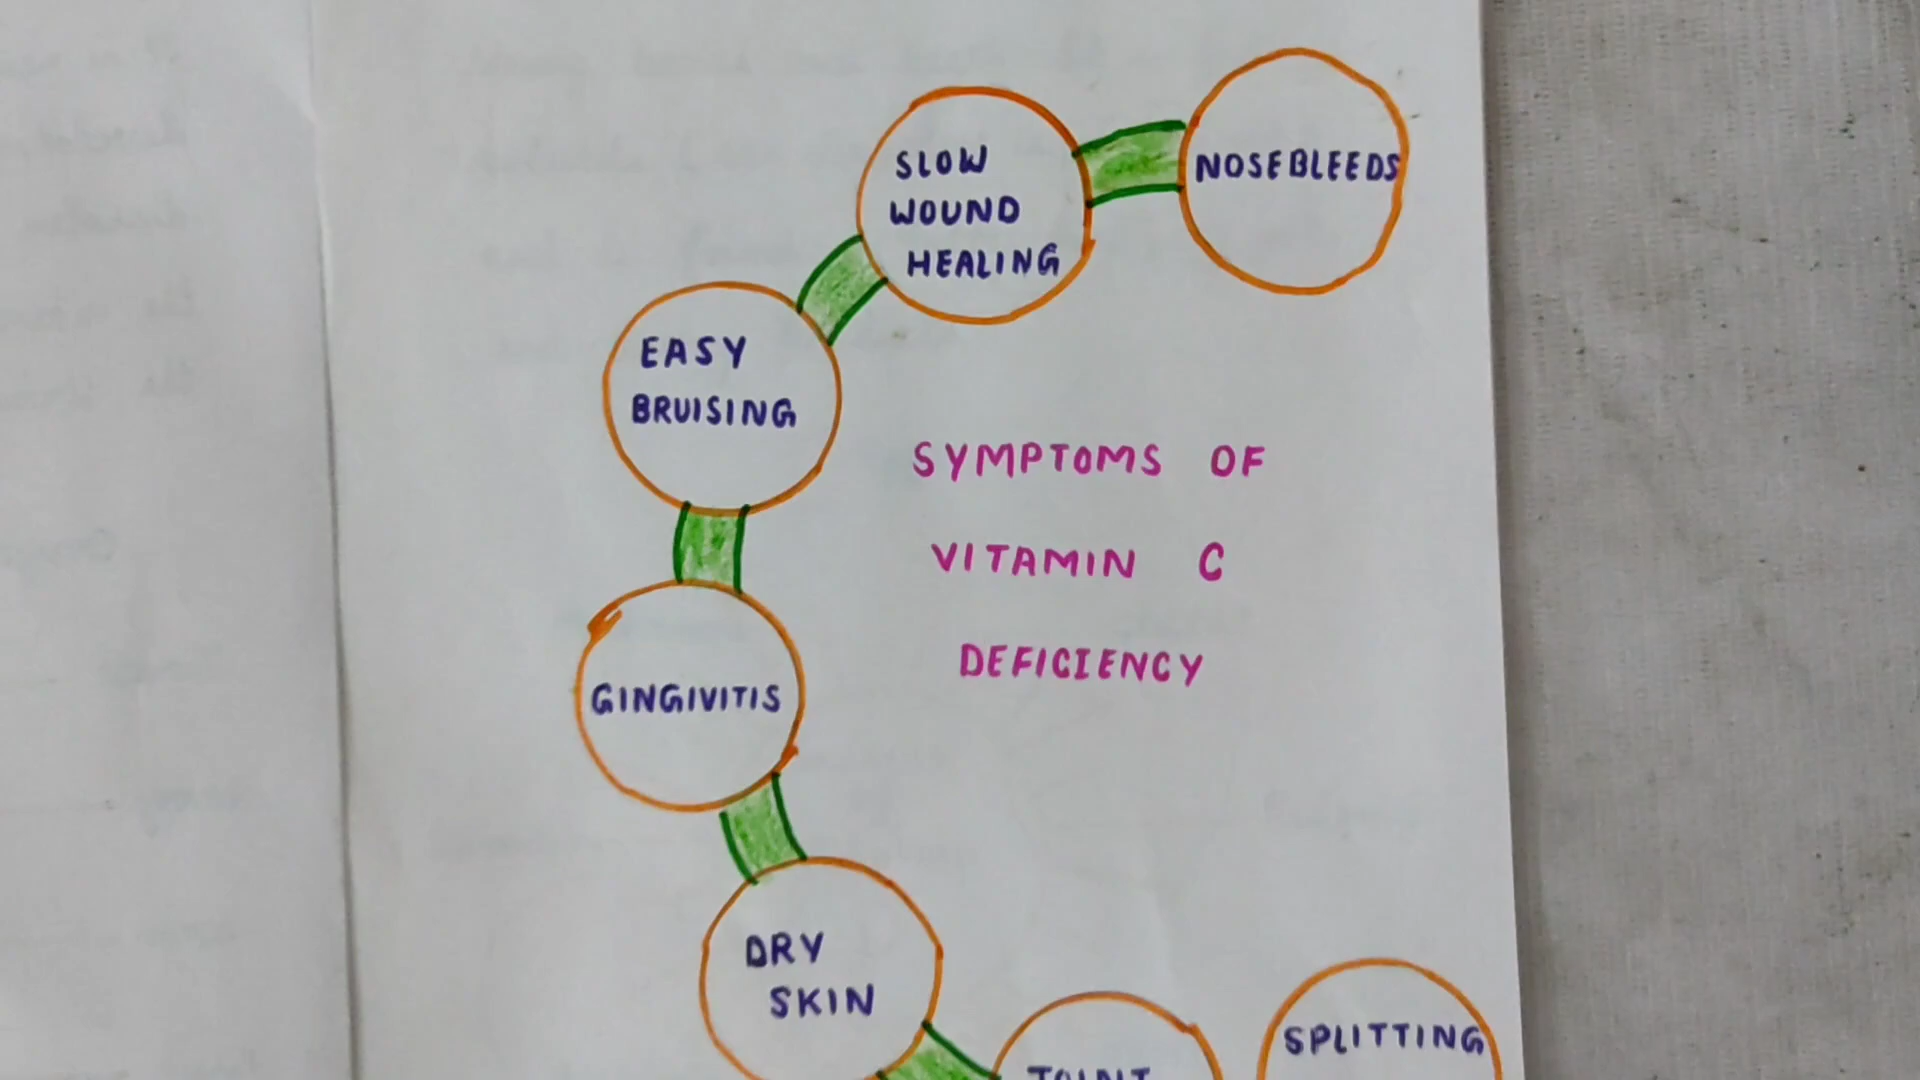 NOSEBLEEDS
SLOW
WOUND
HEALING
EASY
BRUISING
SYMPTOMS OF
VITAMIN C
DEFICIENCY
GINGIVITIS
DRY
SKIN
SPLITTING